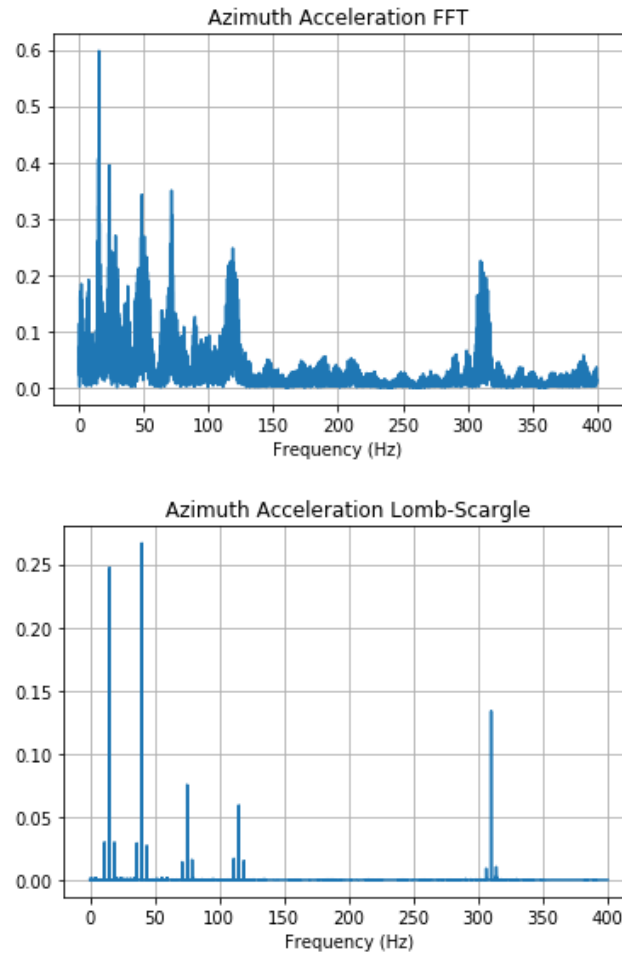 Azimuth Acceleration FFT
0.6
0.5
0.4
0.3
0.2
0.1
0.0
0 50 100 150 200 250 300 350 400
Frequency (Hz)
Azimuth Acceleration Lomb-Scargle
0.25
0.20
0.15
0.10
0.05
0.00
0 50 100 150 200 250 300 350 400
Frequency (Hz)